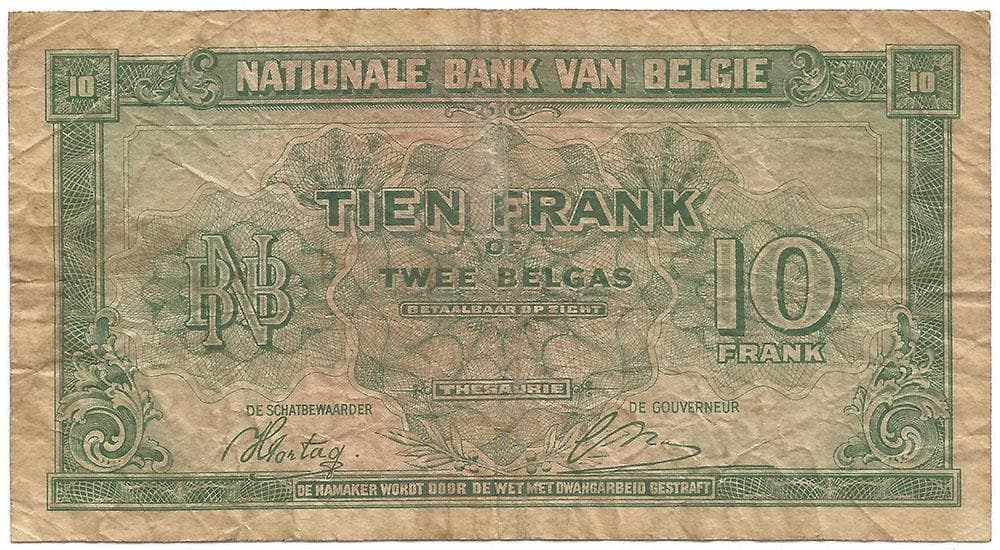 10 NATIONALE BANK VAN BELGIE 10
TIEN FRANK
OF
TWEE BELGAS
BETAALBAAR OP ZICHT
BNB
10
FRANK
THESAURIE
DE SCHATBEWAARDER
DE GOUVERNEUR
DE NAMAKER WORDT DOOR DE WET MET DWANGARBEID GESTRAFT